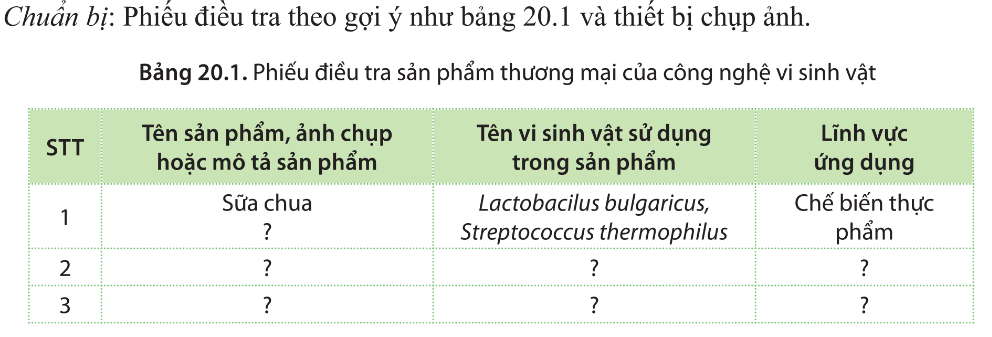 Chuẩn bị: Phiếu điều tra theo gợi ý như bảng 20.1 và thiết bị chụp ảnh.
Bảng 20.1. Phiếu điều tra sản phẩm thương mại của công nghệ vi sinh vật
STT
Tên sản phẩm, ảnh chụp
hoặc mô tả sản phẩm
Tên vi sinh vật sử dụng
trong sản phẩm
Lĩnh vực
ứng dụng
1
Sữa chua
?
Lactobacilus bulgaricus,
Streptococcus thermophilus
Chế biến thực
phẩm
2
?
?
?
3
?
?
?